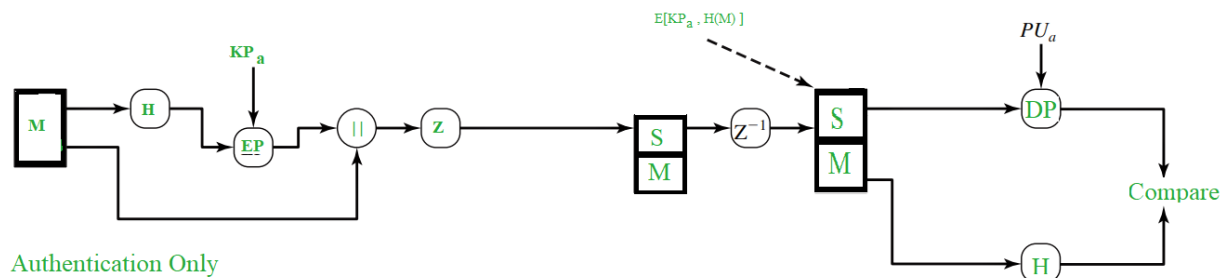 E[KPa , H(M) ]
PUa
KPa
M
H
EP
||
Z
S
M
Z⁻¹
S
M
DP
Compare
H
Authentication Only